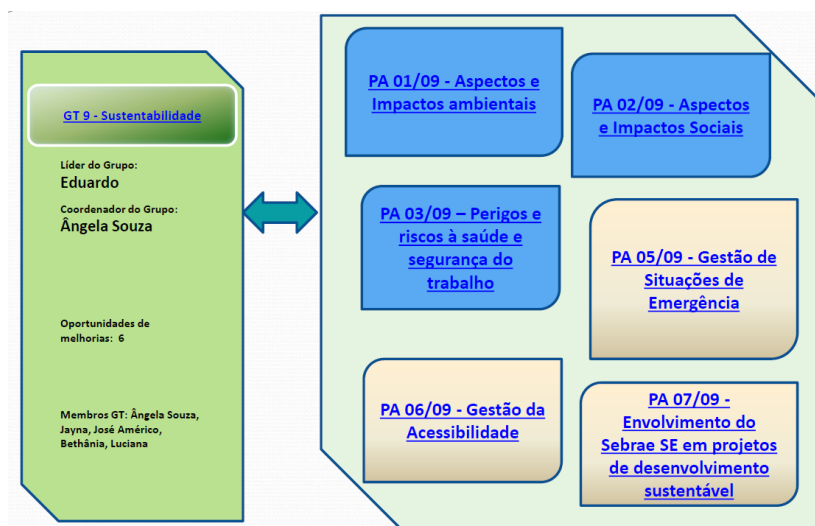 GT 9 - Sustentabilidade
Líder do Grupo:
Eduardo
Coordenador do Grupo:
Ângela Souza
Oportunidades de
melhorias: 6
Membros GT: Ângela Souza,
Jayna, José Américo,
Bethânia, Luciana
PA 01/09 - Aspectos e
Impactos ambientais
PA 02/09 - Aspectos
e Impactos Sociais
PA 03/09 – Perigos e
riscos à saúde e
segurança do
trabalho
PA 05/09 - Gestão de
Situações de
Emergência
PA 06/09 - Gestão da
Acessibilidade
PA 07/09 -
Envolvimento do
Sebrae SE em projetos
de desenvolvimento
sustentável